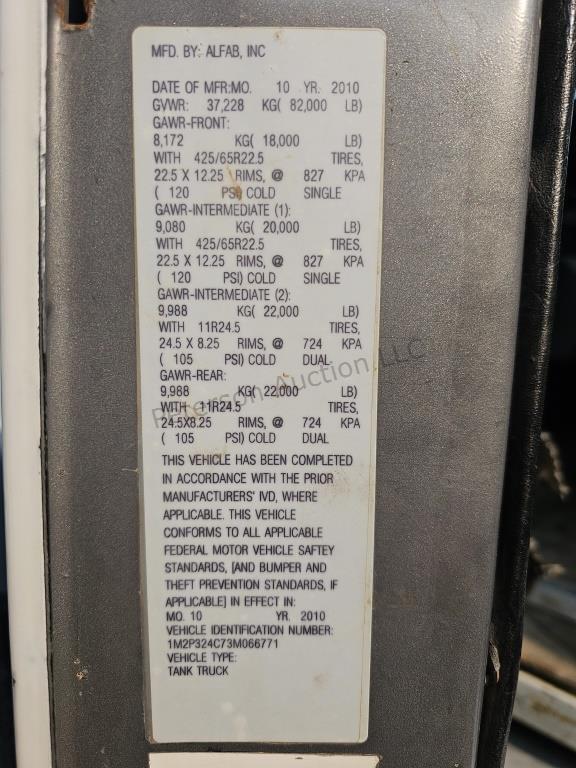 MFD. BY: ALFAB, INC
DATE OF MFR:MO. 10 YR. 2010
GVWR: 37,228 KG( 82,000 LB)
GAWR-FRONT:
8,172 KG( 18,000 LB)
WITH 425/65R22.5 TIRES,
22.5 X 12.25 RIMS, @ 827 KPA
( 120 PSI) COLD SINGLE
GAWR-INTERMEDIATE (1):
9,080 KG( 20,000 LB)
WITH 425/65R22.5 TIRES,
22.5 X 12.25 RIMS, @ 827 KPA
( 120 PSI) COLD SINGLE
GAWR-INTERMEDIATE (2):
9,988 KG( 22,000 LB)
WITH 11R24.5 TIRES,
24.5 X 8.25 RIMS, @ 724 KPA
( 105 PSI) COLD DUAL
GAWR-REAR:
9,988 KG( 22,000 LB)
WITH 11R24.5 TIRES,
24.5X8.25 RIMS, @ 724 KPA
( 105 PSI) COLD DUAL
Peterson Auction LLC
THIS VEHICLE HAS BEEN COMPLETED
IN ACCORDANCE WITH THE PRIOR
MANUFACTURERS' IVD, WHERE
APPLICABLE. THIS VEHICLE
CONFORMS TO ALL APPLICABLE
FEDERAL MOTOR VEHICLE SAFTEY
STANDARDS, [AND BUMPER AND
THEFT PREVENTION STANDARDS, IF
APPLICABLE] IN EFFECT IN:
MO. 10 YR. 2010
VEHICLE IDENTIFICATION NUMBER:
1M2P324C73M066771
VEHICLE TYPE:
TANK TRUCK